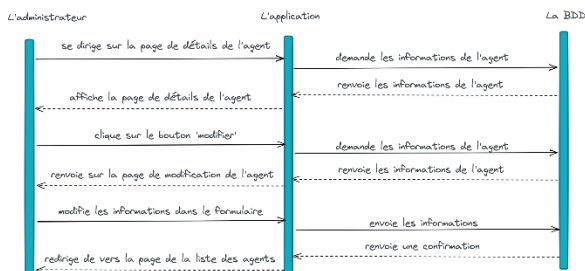 L'administrateur
L'application
La BDD
se dirige sur la page de détails de l'agent
demande les informations de l'agent
renvoie les informations de l'agent
affiche la page de détails de l'agent
clique sur le bouton 'modifier'
demande les informations de l'agent
renvoie les informations de l'agent
renvoie sur la page de modification de l'agent
modifie les informations dans le formulaire
envoie les informations
renvoie une confirmation
redirige de vers la page de la liste des agents